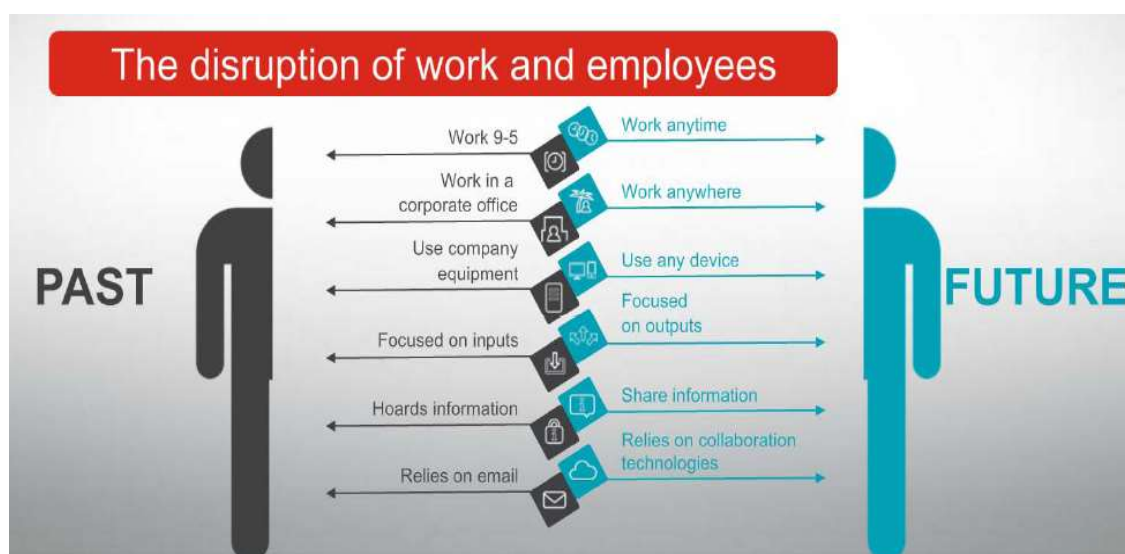 The disruption of work and employees
PAST
FUTURE
Work 9-5
Work anytime
Work in a
corporate office
Work anywhere
Use company
equipment
Use any device
Focused on inputs
Focused
on outputs
Hoards information
Share information
Relies on email
Relies on collaboration
technologies